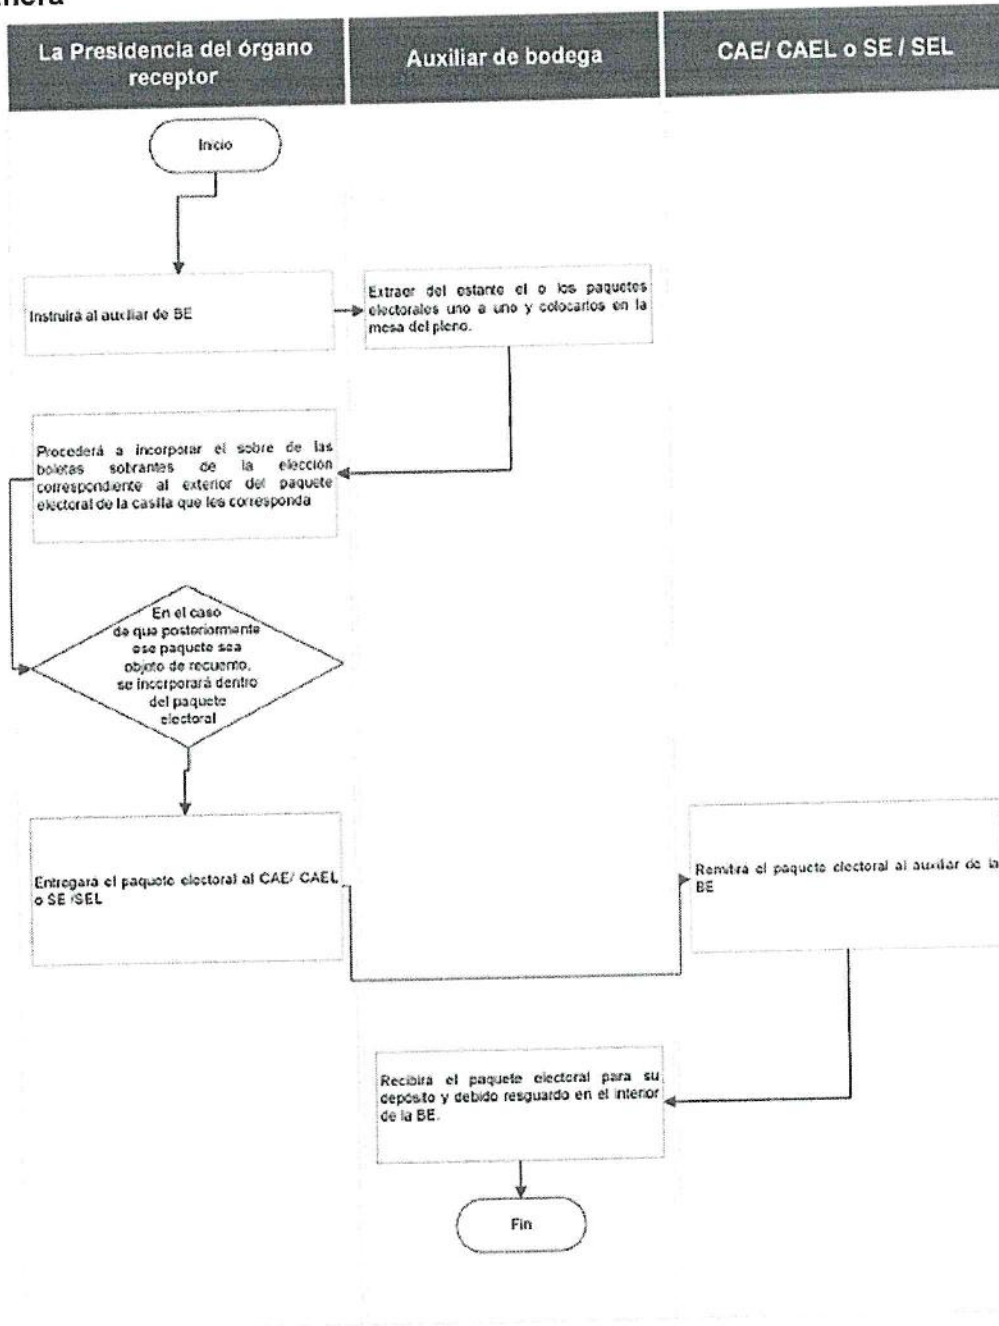 La Presidencia del órgano
receptor
Auxiliar de bodega
CAE/ CAEL o SE / SEL
Inicio
Instruirá al auxiliar de BE
Extraer del estante el o los paquetes
electorales uno a uno y colocarlos en la
mesa del pleno.
Procederá a incorporar el sobre de las
boletas sobrantes de la elección
correspondiente al exterior del paquete
electoral de la casilla que les corresponda
En el caso
de que posteriormente
ese paquete sea
objeto de recuento,
se incorporará dentro
del paquete
electoral
Entregará el paquete electoral al CAE/ CAEL
o SE /SEL
Remitirá el paquete electoral al auxiliar de la
BE
Recibirá el paquete electoral para su
depósito y debido resguardo en el interior
de la BE.
Fin